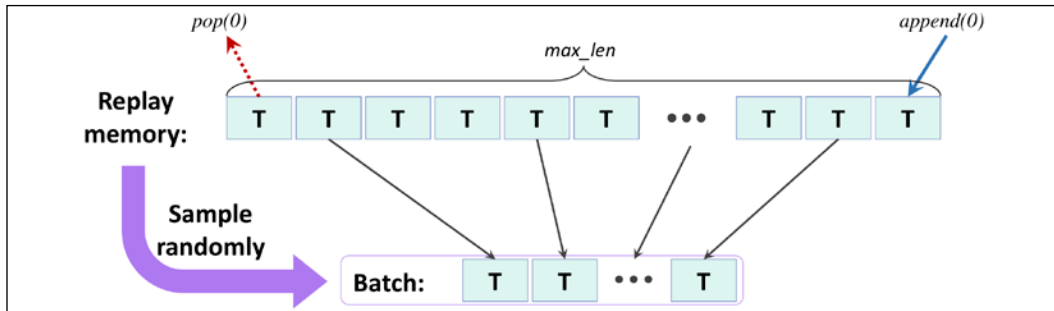 pop(0)
append(0)
max_len
Replay
memory:
T T T T T T ••• T T T
Sample
randomly
Batch: T T ••• T